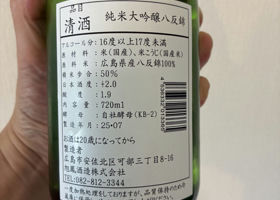 品目
清酒 純米大吟醸八反錦
アルコール分：16度以上17度未満
原材料：米（国産）、米こうじ（国産米）
原料米：広島県産八反錦100%
精米歩合：50%
日本酒度：+2.0
酸度：1.9
内容量：720ml
酵母：自社酵母(KB-2)
製造年月：25・07
お酒は20歳になってから
製造者
広島市安佐北区可部三丁目8-16
旭鳳酒造株式会社
☎082-812-3344